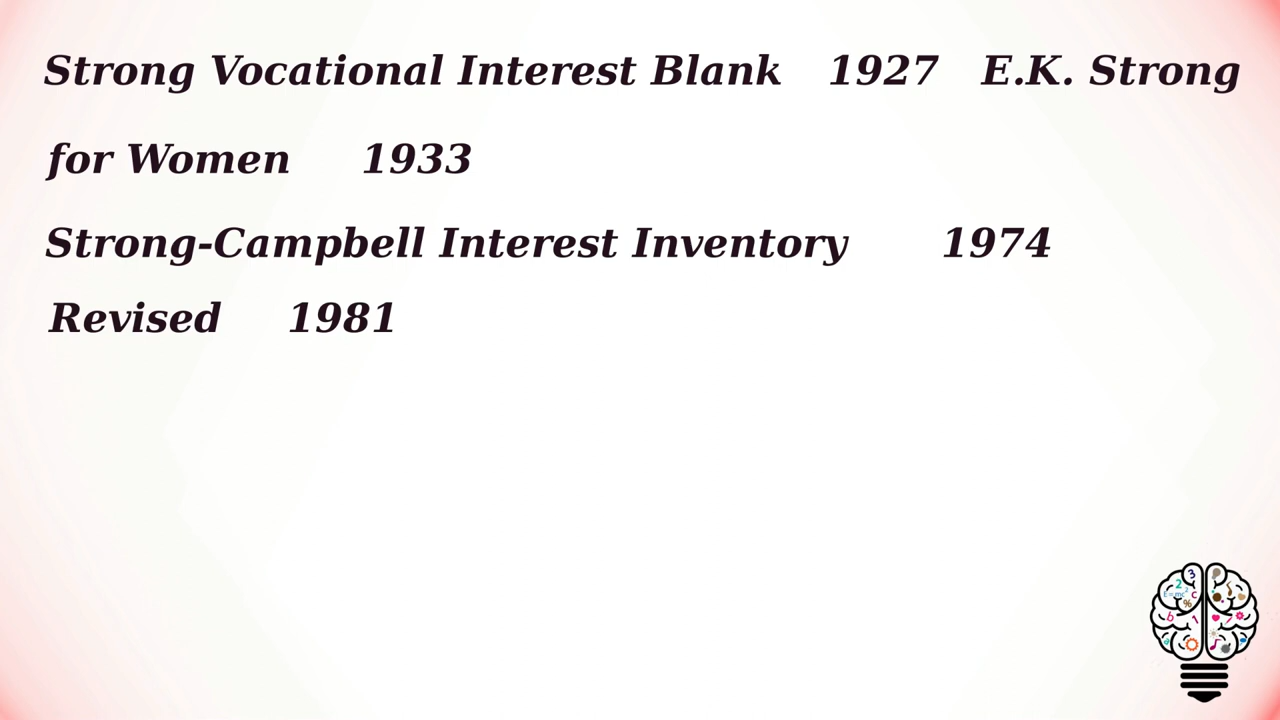 Strong Vocational Interest Blank 1927 E.K. Strong
for Women 1933
Strong-Campbell Interest Inventory 1974
Revised 1981